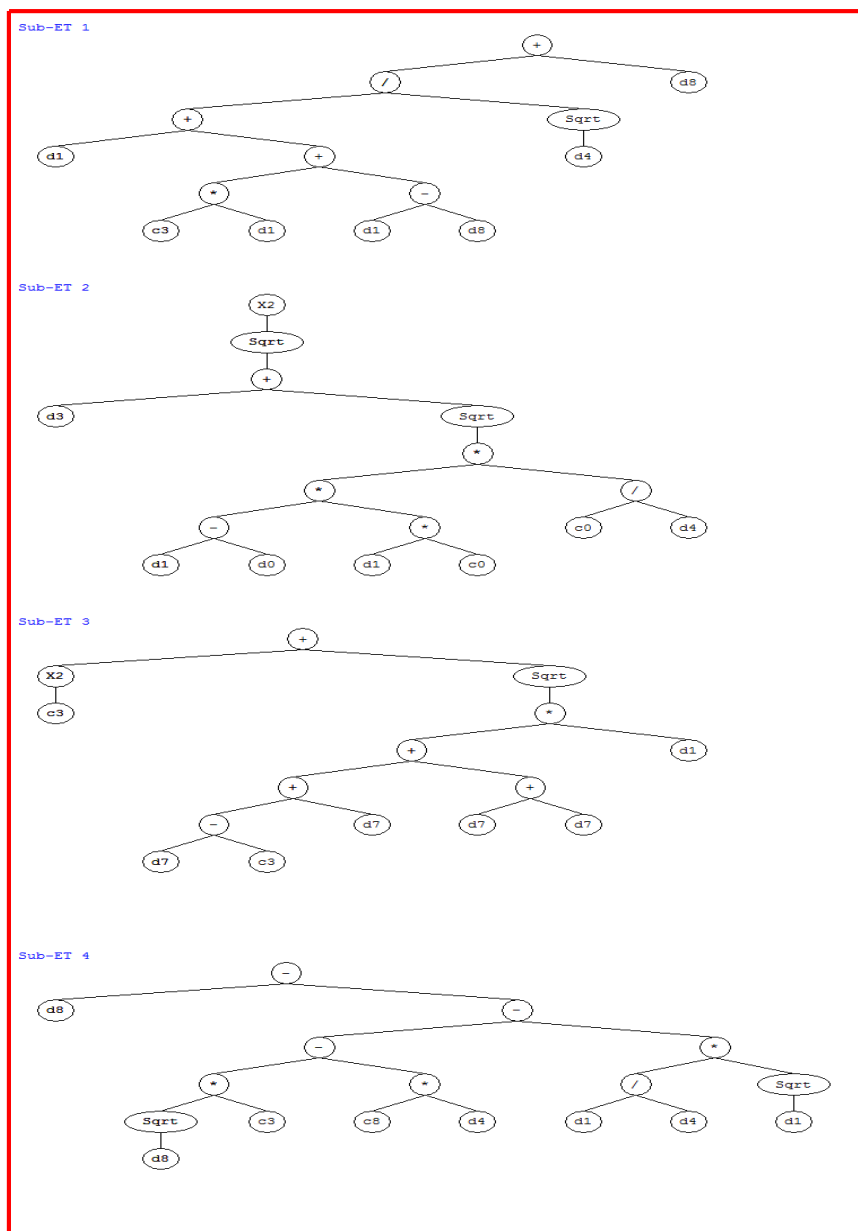 Sub-ET 1
+
/ d8
+ Sqrt
d1 + d4
* -
c3 d1 d1 d8
Sub-ET 2
X2
Sqrt
+
d3 Sqrt
*
* /
- * c0 d4
d1 d0 d1 c0
Sub-ET 3
+
X2 Sqrt
c3 *
+ d1
+ +
- d7 d7 d7
d7 c3
Sub-ET 4
-
d8 -
- *
* * / Sqrt
Sqrt c3 c8 d4 d1 d4 d1
d8